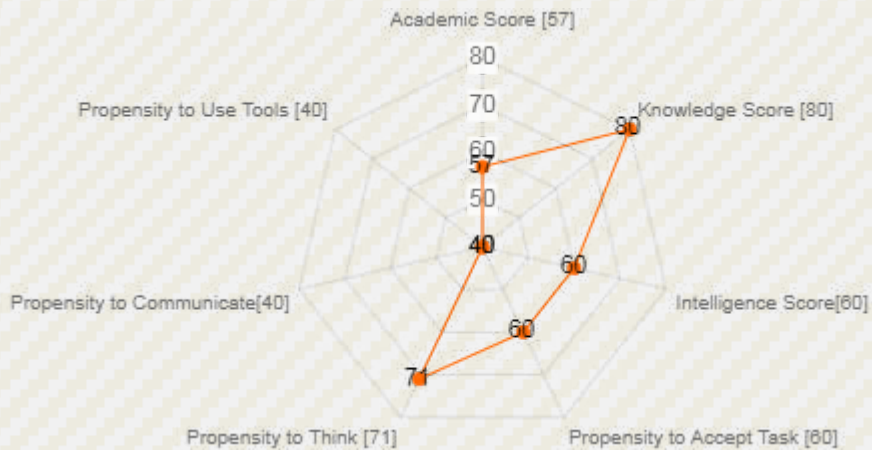 Academic Score [57]
80
Propensity to Use Tools [40]
70
Knowledge Score [80]
80
60
57
50
40
60
Propensity to Communicate[40]
Intelligence Score[60]
60
71
Propensity to Think [71]
Propensity to Accept Task [60]